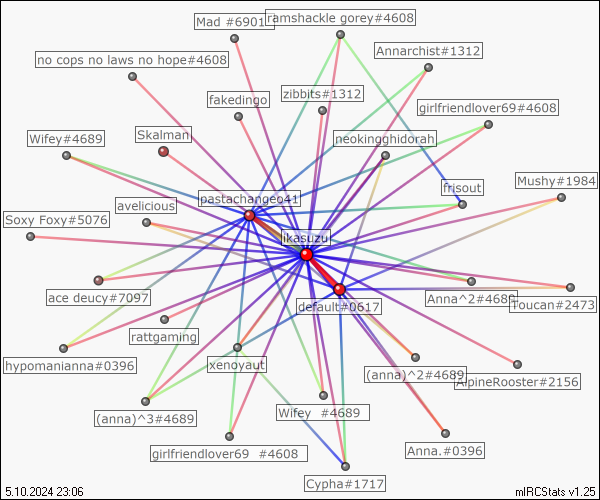 Mad #6901
ramshackle gorey#4608
Annarchist#1312
no cops no laws no hope#4608
zibbits#1312
fakedingo
girlfriendlover69#4608
Skalman
neokingghidorah
Wifey#4689
Mushy#1984
frisout
pastachangeo41
avelicious
Soxy Foxy#5076
ikasuzu
ace deucy#7097
Anna^2#4689
Toucan#2473
default#0617
rattgaming
hypomanianna#0396
xenoyaut
(anna)^2#4689
AlpineRooster#2156
(anna)^3#4689
Wifey #4689
girlfriendlover69 #4608
Anna.#0396
Cypha#1717
5.10.2024 23:06
mIRCStats v1.25